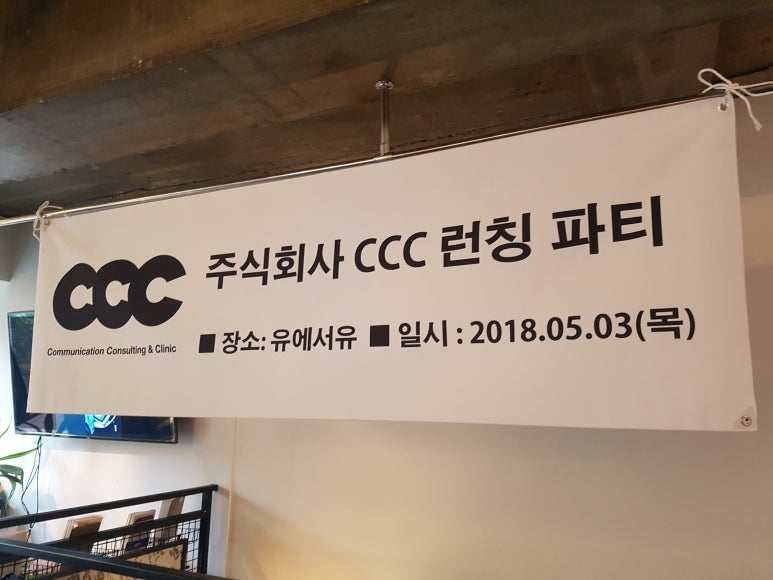 CCC
Communication Consulting & Clinic
주식회사 CCC 런칭 파티
■ 장소: 유에서유 ■ 일시 : 2018.05.03(목)